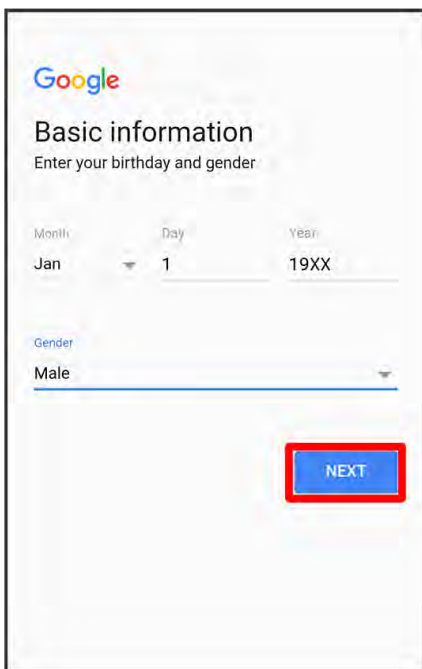 Google
Basic information
Enter your birthday and gender
Month Day Year
Jan 1 19XX
Gender
Male
NEXT